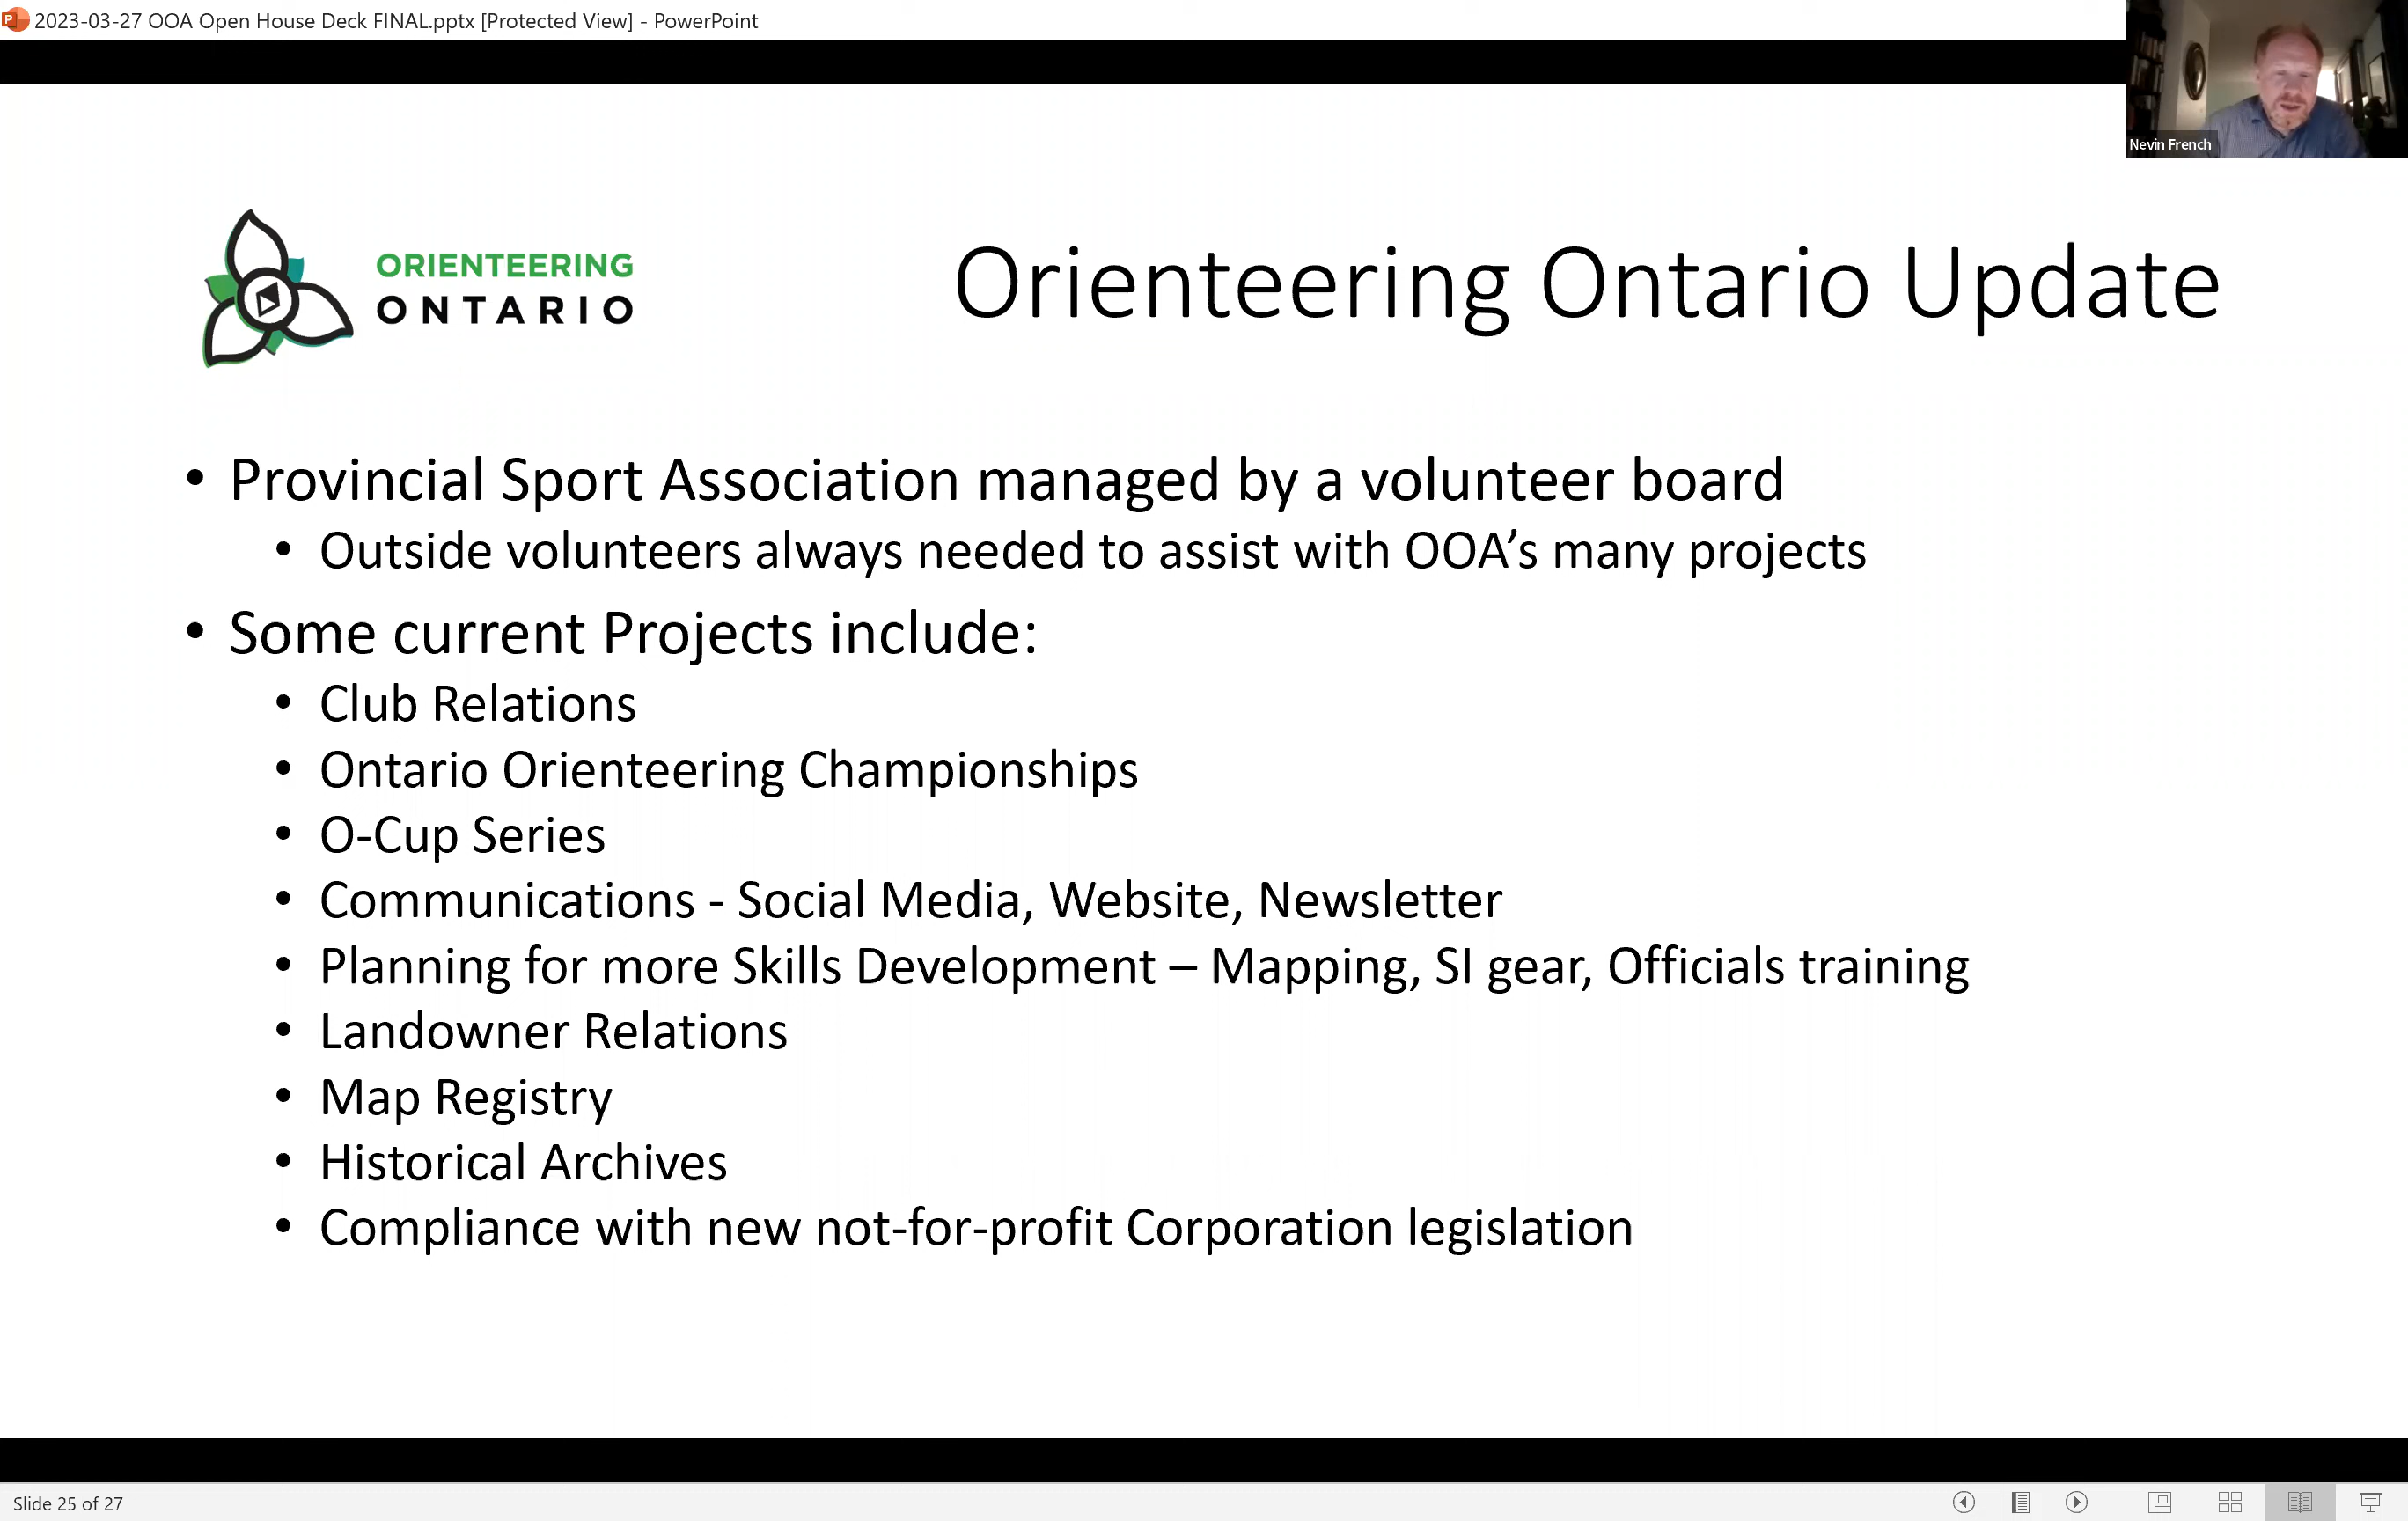 2023-03-27 OOA Open House Deck FINAL.pptx [Protected View] - PowerPoint
Nevin French
ORIENTEERING
ONTARIO
Orienteering Ontario Update
• Provincial Sport Association managed by a volunteer board
• Outside volunteers always needed to assist with OOA’s many projects
• Some current Projects include:
• Club Relations
• Ontario Orienteering Championships
• O-Cup Series
• Communications - Social Media, Website, Newsletter
• Planning for more Skills Development – Mapping, SI gear, Officials training
• Landowner Relations
• Map Registry
• Historical Archives
• Compliance with new not-for-profit Corporation legislation
Slide 25 of 27